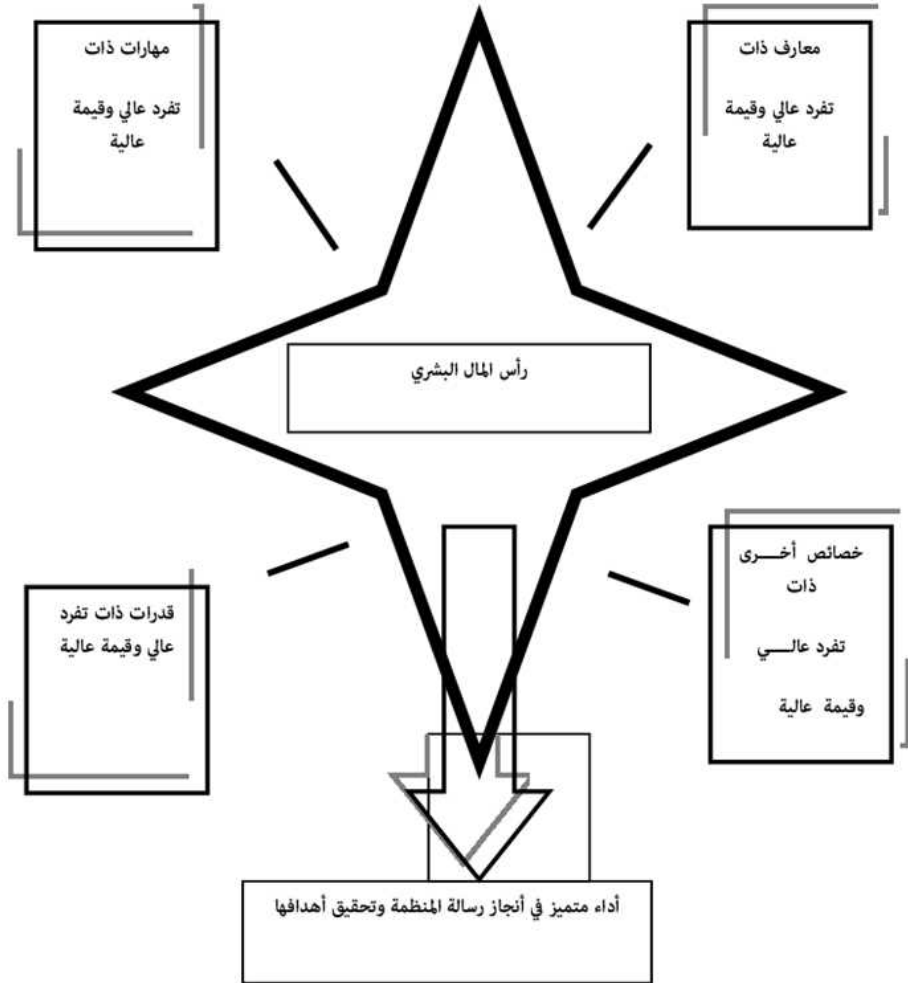 معارف ذات
تفرد عالي وقيمة
عالية
مهارات ذات
تفرد عالي وقيمة
عالية
رأس المال البشري
خصائص أخـــرى
ذات
تفرد عالـــي
وقيمة عالية
قدرات ذات تفرد
عالي وقيمة عالية
أداء متميز في أنجاز رسالة المنظمة وتحقيق أهدافها